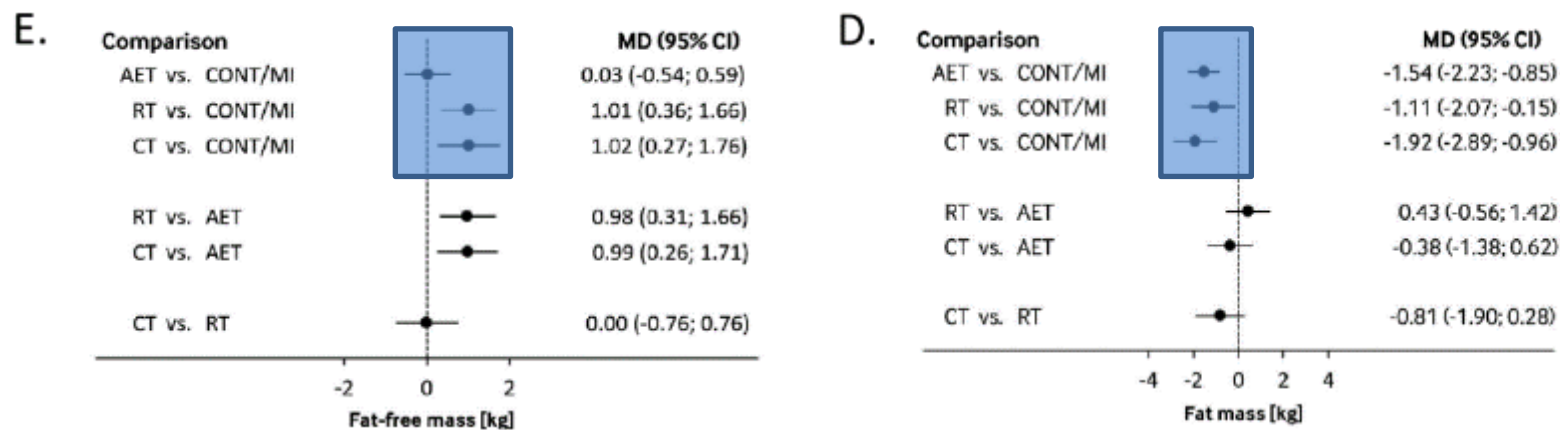 E.
Comparison MD (95% CI)
AET vs. CONT/MI 0.03 (-0.54; 0.59)
RT vs. CONT/MI 1.01 (0.36; 1.66)
CT vs. CONT/MI 1.02 (0.27; 1.76)
RT vs. AET 0.98 (0.31; 1.66)
CT vs. AET 0.99 (0.26; 1.71)
CT vs. RT 0.00 (-0.76; 0.76)
-2 0 2
Fat-free mass [kg]
D.
Comparison MD (95% CI)
AET vs. CONT/MI -1.54 (-2.23; -0.85)
RT vs. CONT/MI -1.11 (-2.07; -0.15)
CT vs. CONT/MI -1.92 (-2.89; -0.96)
RT vs. AET 0.43 (-0.56; 1.42)
CT vs. AET -0.38 (-1.38; 0.62)
CT vs. RT -0.81 (-1.90; 0.28)
-4 -2 0 2 4
Fat mass [kg]